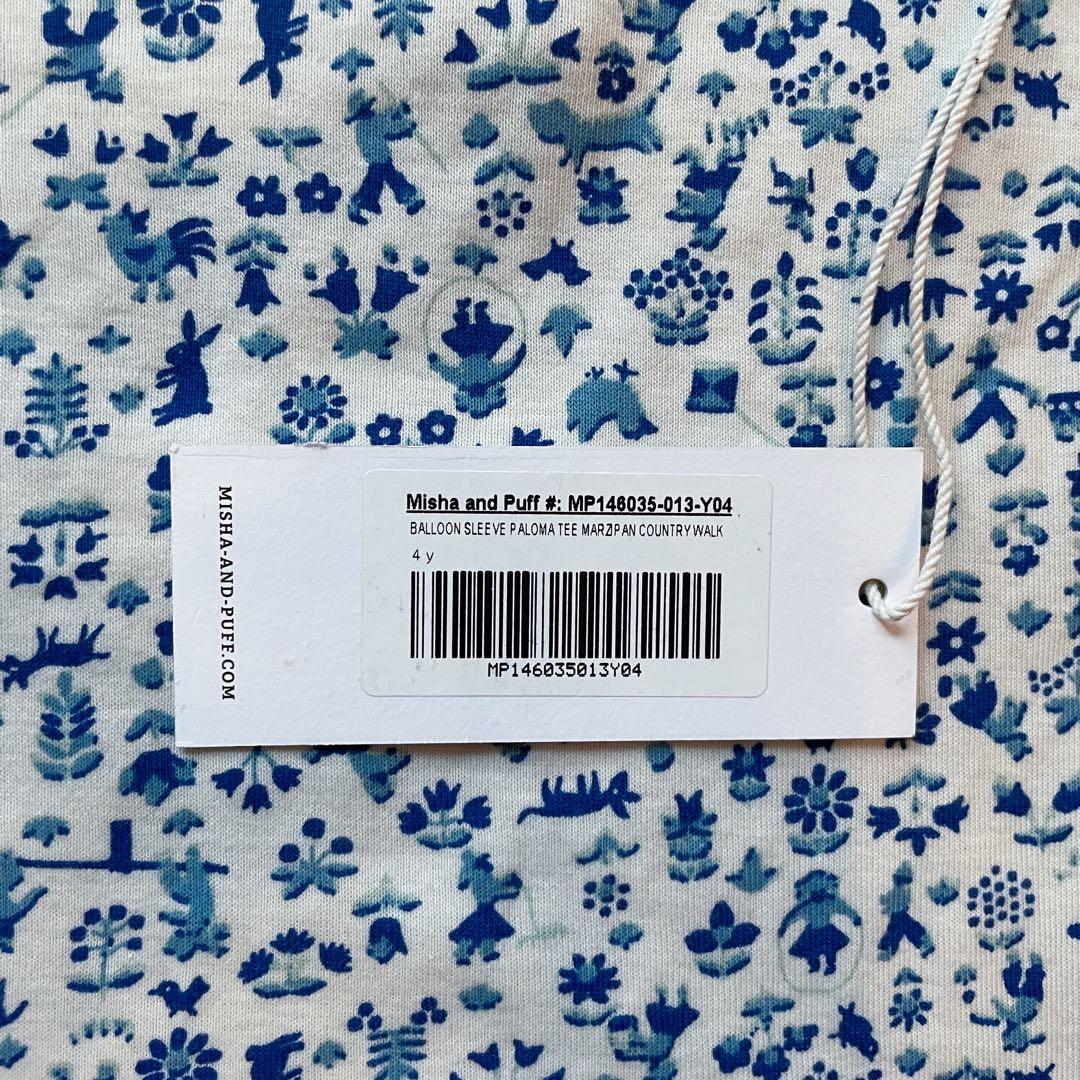 MISHA-AND-PUFF.COM
Misha and Puff #: MP146035-013-Y04
BALLOON SLEEVE PALOMA TEE MARZIPAN COUNTRY WALK
4 y
MP146035013Y04